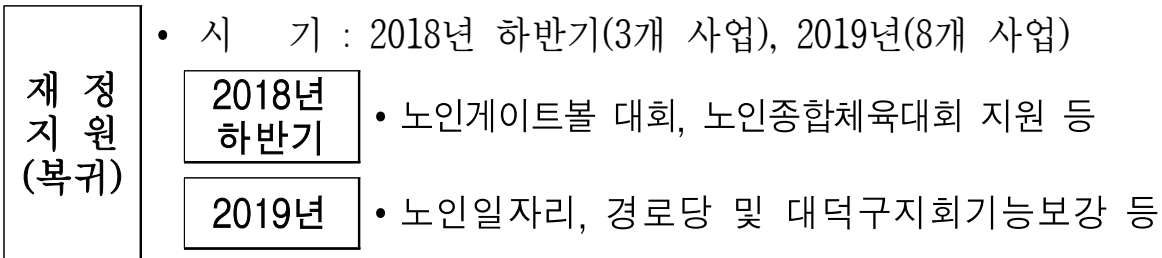 재 정
지 원
(복귀)
• 시 기 : 2018년 하반기(3개 사업), 2019년(8개 사업)
2018년
하반기
• 노인게이트볼 대회, 노인종합체육대회 지원 등
2019년
• 노인일자리, 경로당 및 대덕구지회기능보강 등